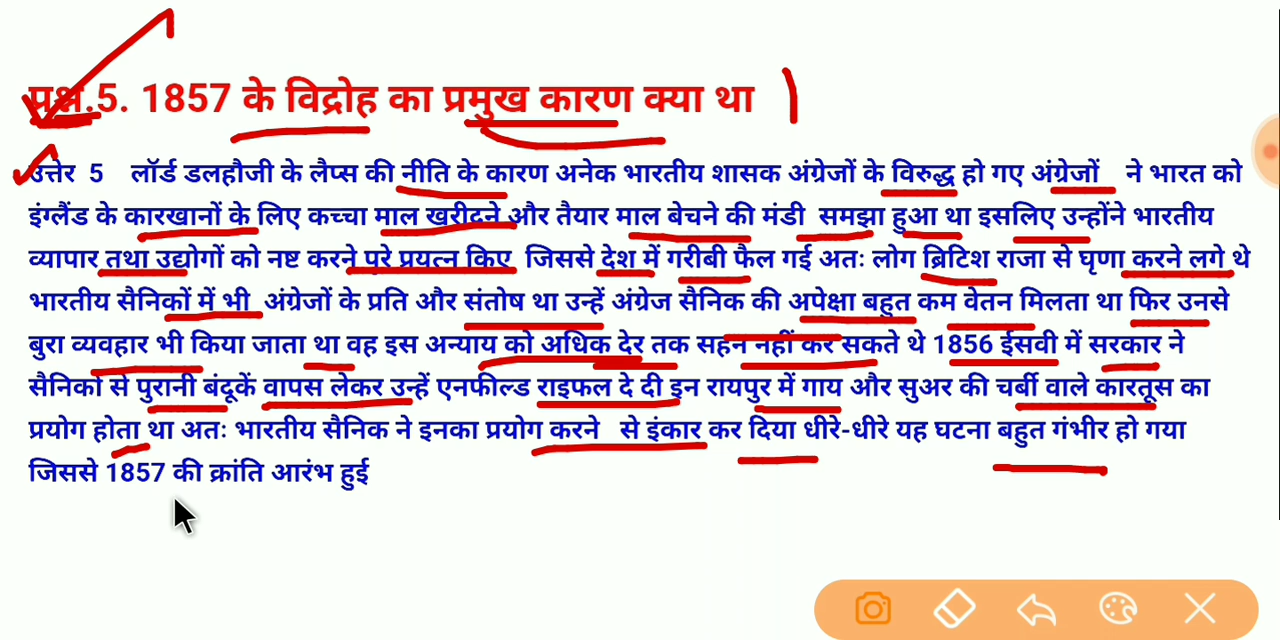 प्रश्न.5. 1857 के विद्रोह का प्रमुख कारण क्या था
उत्तेर 5 लॉर्ड डलहौजी के लैप्स की नीति के कारण अनेक भारतीय शासक अंग्रेजों के विरुद्ध हो गए अंग्रेजों ने भारत को
इंग्लैंड के कारखानों के लिए कच्चा माल खरीदने और तैयार माल बेचने की मंडी समझा हुआ था इसलिए उन्होंने भारतीय
व्यापार तथा उद्योगों को नष्ट करने पुरे प्रयत्न किए जिससे देश में गरीबी फैल गई अतः लोग ब्रिटिश राजा से घृणा करने लगे थे
भारतीय सैनिकों में भी अंग्रेजों के प्रति और संतोष था उन्हें अंग्रेज सैनिक की अपेक्षा बहुत कम वेतन मिलता था फिर उनसे
बुरा व्यवहार भी किया जाता था वह इस अन्याय को अधिक देर तक सहन नहीं कर सकते थे 1856 ईसवी में सरकार ने
सैनिकों से पुरानी बंदूकें वापस लेकर उन्हें एनफील्ड राइफल दे दी इन रायपुर में गाय और सुअर की चर्बी वाले कारतूस का
प्रयोग होता था अतः भारतीय सैनिक ने इनका प्रयोग करने से इंकार कर दिया धीरे-धीरे यह घटना बहुत गंभीर हो गया
जिससे 1857 की क्रांति आरंभ हुई